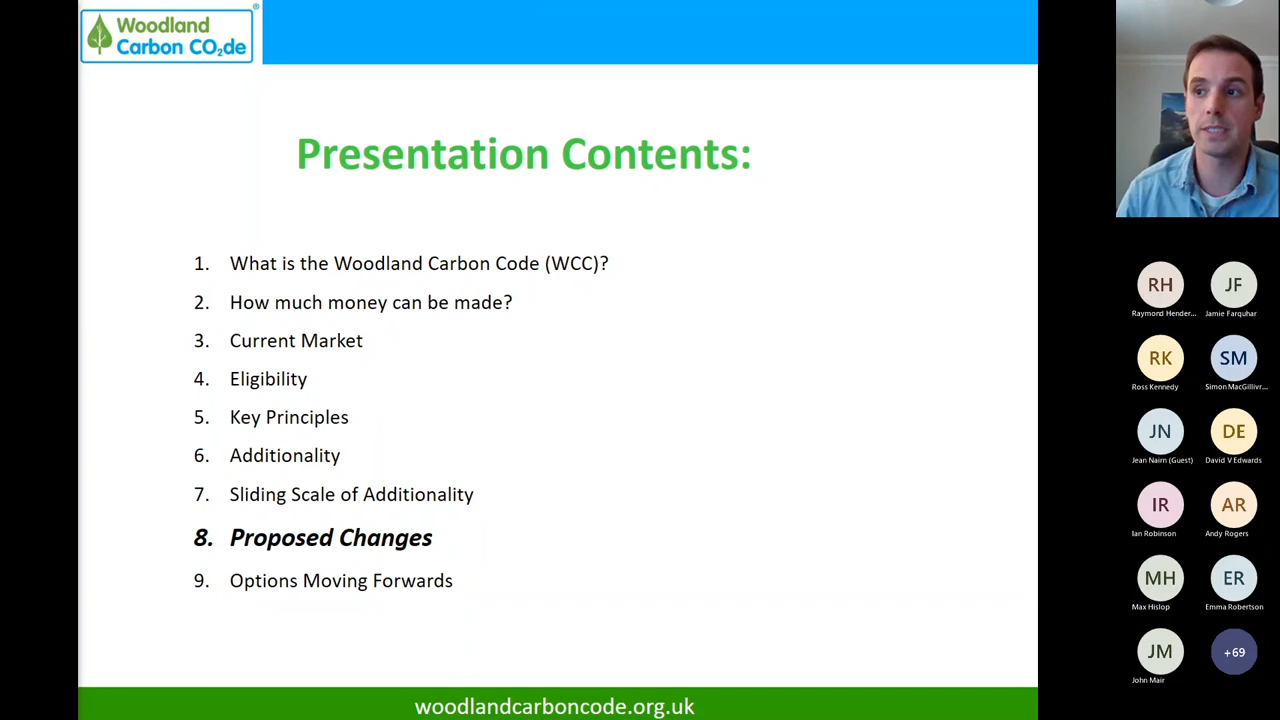 Woodland
Carbon CO₂de
®
Presentation Contents:
1. What is the Woodland Carbon Code (WCC)?
2. How much money can be made?
3. Current Market
4. Eligibility
5. Key Principles
6. Additionality
7. Sliding Scale of Additionality
8. Proposed Changes
9. Options Moving Forwards
woodlandcarboncode.org.uk
RH
JF
Raymond Hender...
Jamie Farquhar
RK
SM
Ross Kennedy
Simon MacGillivr...
JN
DE
Jean Nairn (Guest)
David V Edwards
IR
AR
Ian Robinson
Andy Rogers
MH
ER
Max Hislop
Emma Robertson
JM
+69
John Mair